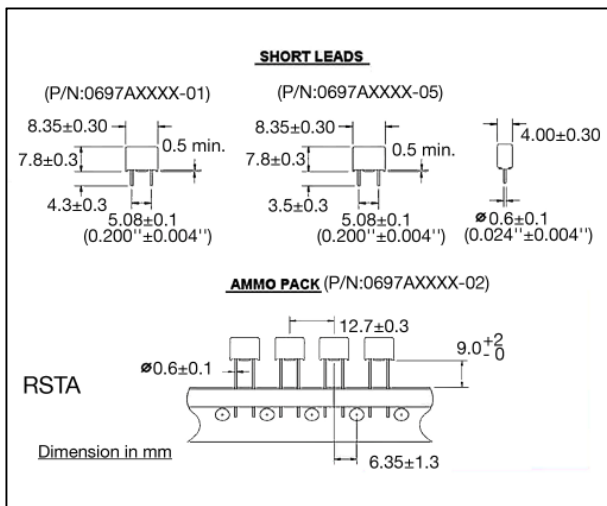 SHORT LEADS
(P/N:0697AXXXX-01)
(P/N:0697AXXXX-05)
8.35±0.30
8.35±0.30
4.00±0.30
7.8±0.3
0.5 min.
7.8±0.3
0.5 min.
4.3±0.3
3.5±0.3
5.08±0.1
(0.200''±0.004'')
5.08±0.1
(0.200''±0.004'')
ø0.6±0.1
(0.024''±0.004'')
AMMO PACK (P/N:0697AXXXX-02)
12.7±0.3
9.0+2-0
ø0.6±0.1
RSTA
Dimension in mm
6.35±1.3